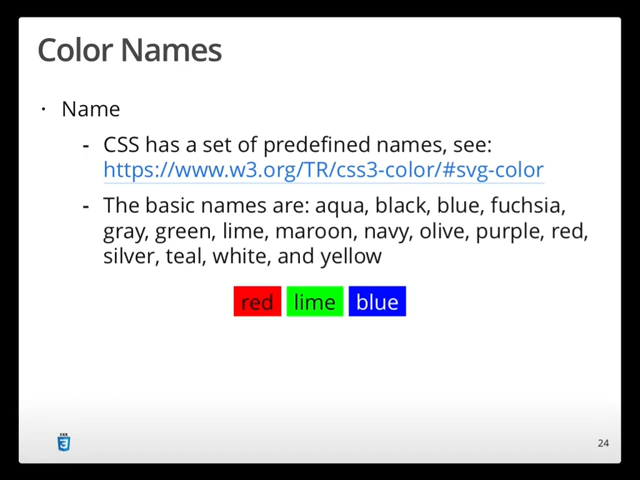 Color Names
· Name
- CSS has a set of predefined names, see:
https://www.w3.org/TR/css3-color/#svg-color
- The basic names are: aqua, black, blue, fuchsia,
gray, green, lime, maroon, navy, olive, purple, red,
silver, teal, white, and yellow
red lime blue
CSS
3
24